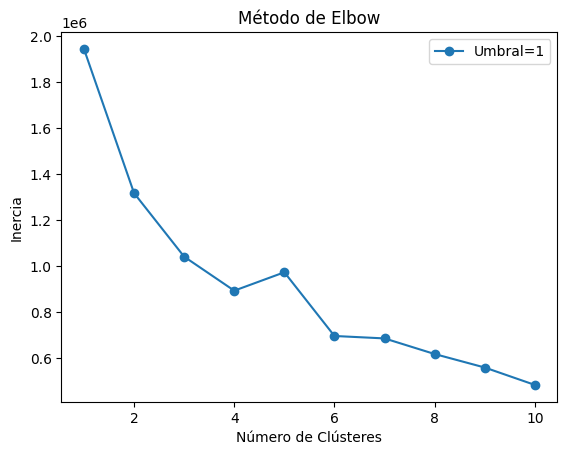 Método de Elbow
1e6
Umbral=1
2.0
1.8
1.6
1.4
1.2
1.0
0.8
0.6
Inercia
2 4 6 8 10
Número de Clústeres